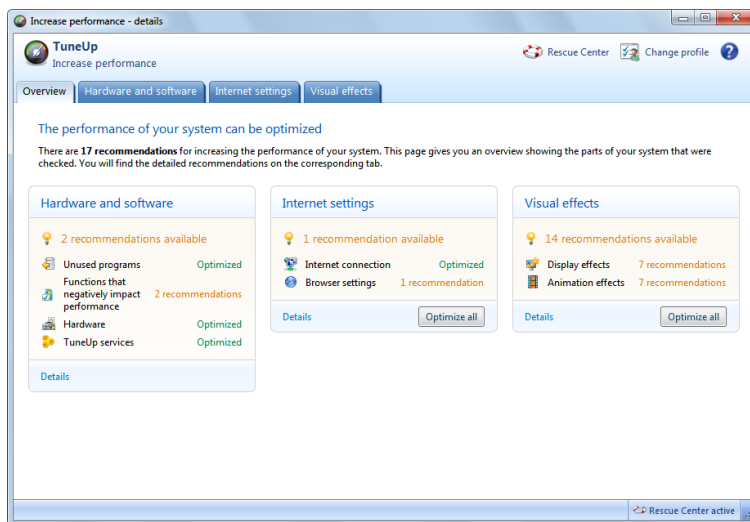 Increase performance - details
TuneUp
Increase performance
Rescue Center
Change profile
Overview
Hardware and software
Internet settings
Visual effects
The performance of your system can be optimized
There are 17 recommendations for increasing the performance of your system. This page gives you an overview showing the parts of your system that were
checked. You will find the detailed recommendations on the corresponding tab.
Hardware and software
2 recommendations available
Unused programs Optimized
Functions that
negatively impact 2 recommendations
performance
Hardware Optimized
TuneUp services Optimized
Details
Internet settings
1 recommendation available
Internet connection Optimized
Browser settings 1 recommendation
Details Optimize all
Visual effects
14 recommendations available
Display effects 7 recommendations
Animation effects 7 recommendations
Details Optimize all
Rescue Center active